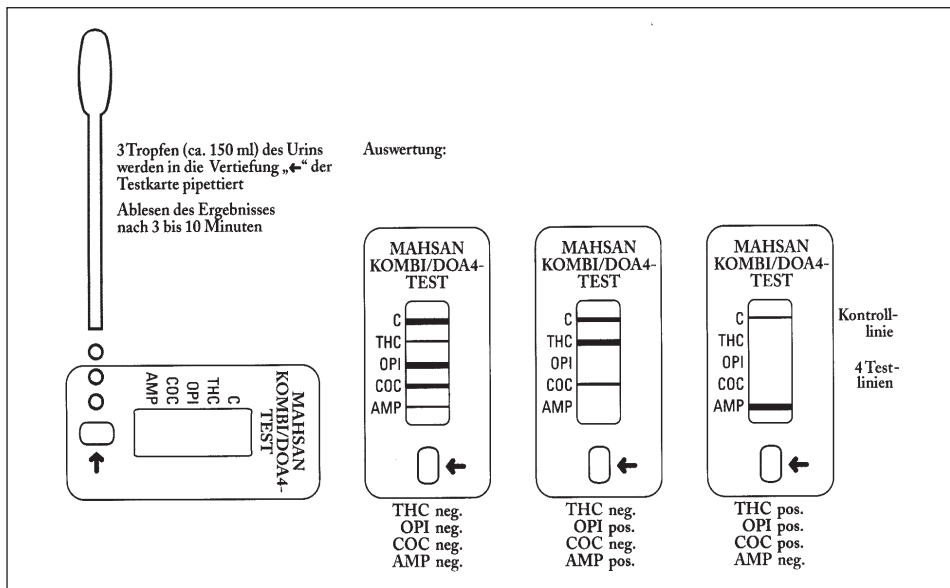 3 Tropfen (ca. 150 ml) des Urins
werden in die Vertiefung „←“ der
Testkarte pipettiert
Ablesen des Ergebnisses
nach 3 bis 10 Minuten
Auswertung:
MAHSAN
KOMBI/DOA4-
TEST
C
THC
OPI
COC
AMP
MAHSAN
KOMBI/DOA4-
TEST
C
THC
OPI
COC
AMP
THC neg.
OPI neg.
COC neg.
AMP neg.
MAHSAN
KOMBI/DOA4-
TEST
C
THC
OPI
COC
AMP
THC neg.
OPI pos.
COC neg.
AMP pos.
MAHSAN
KOMBI/DOA4-
TEST
C
THC
OPI
COC
AMP
THC pos.
OPI pos.
COC pos.
AMP neg.
Kontroll-
linie
4 Test-
linien